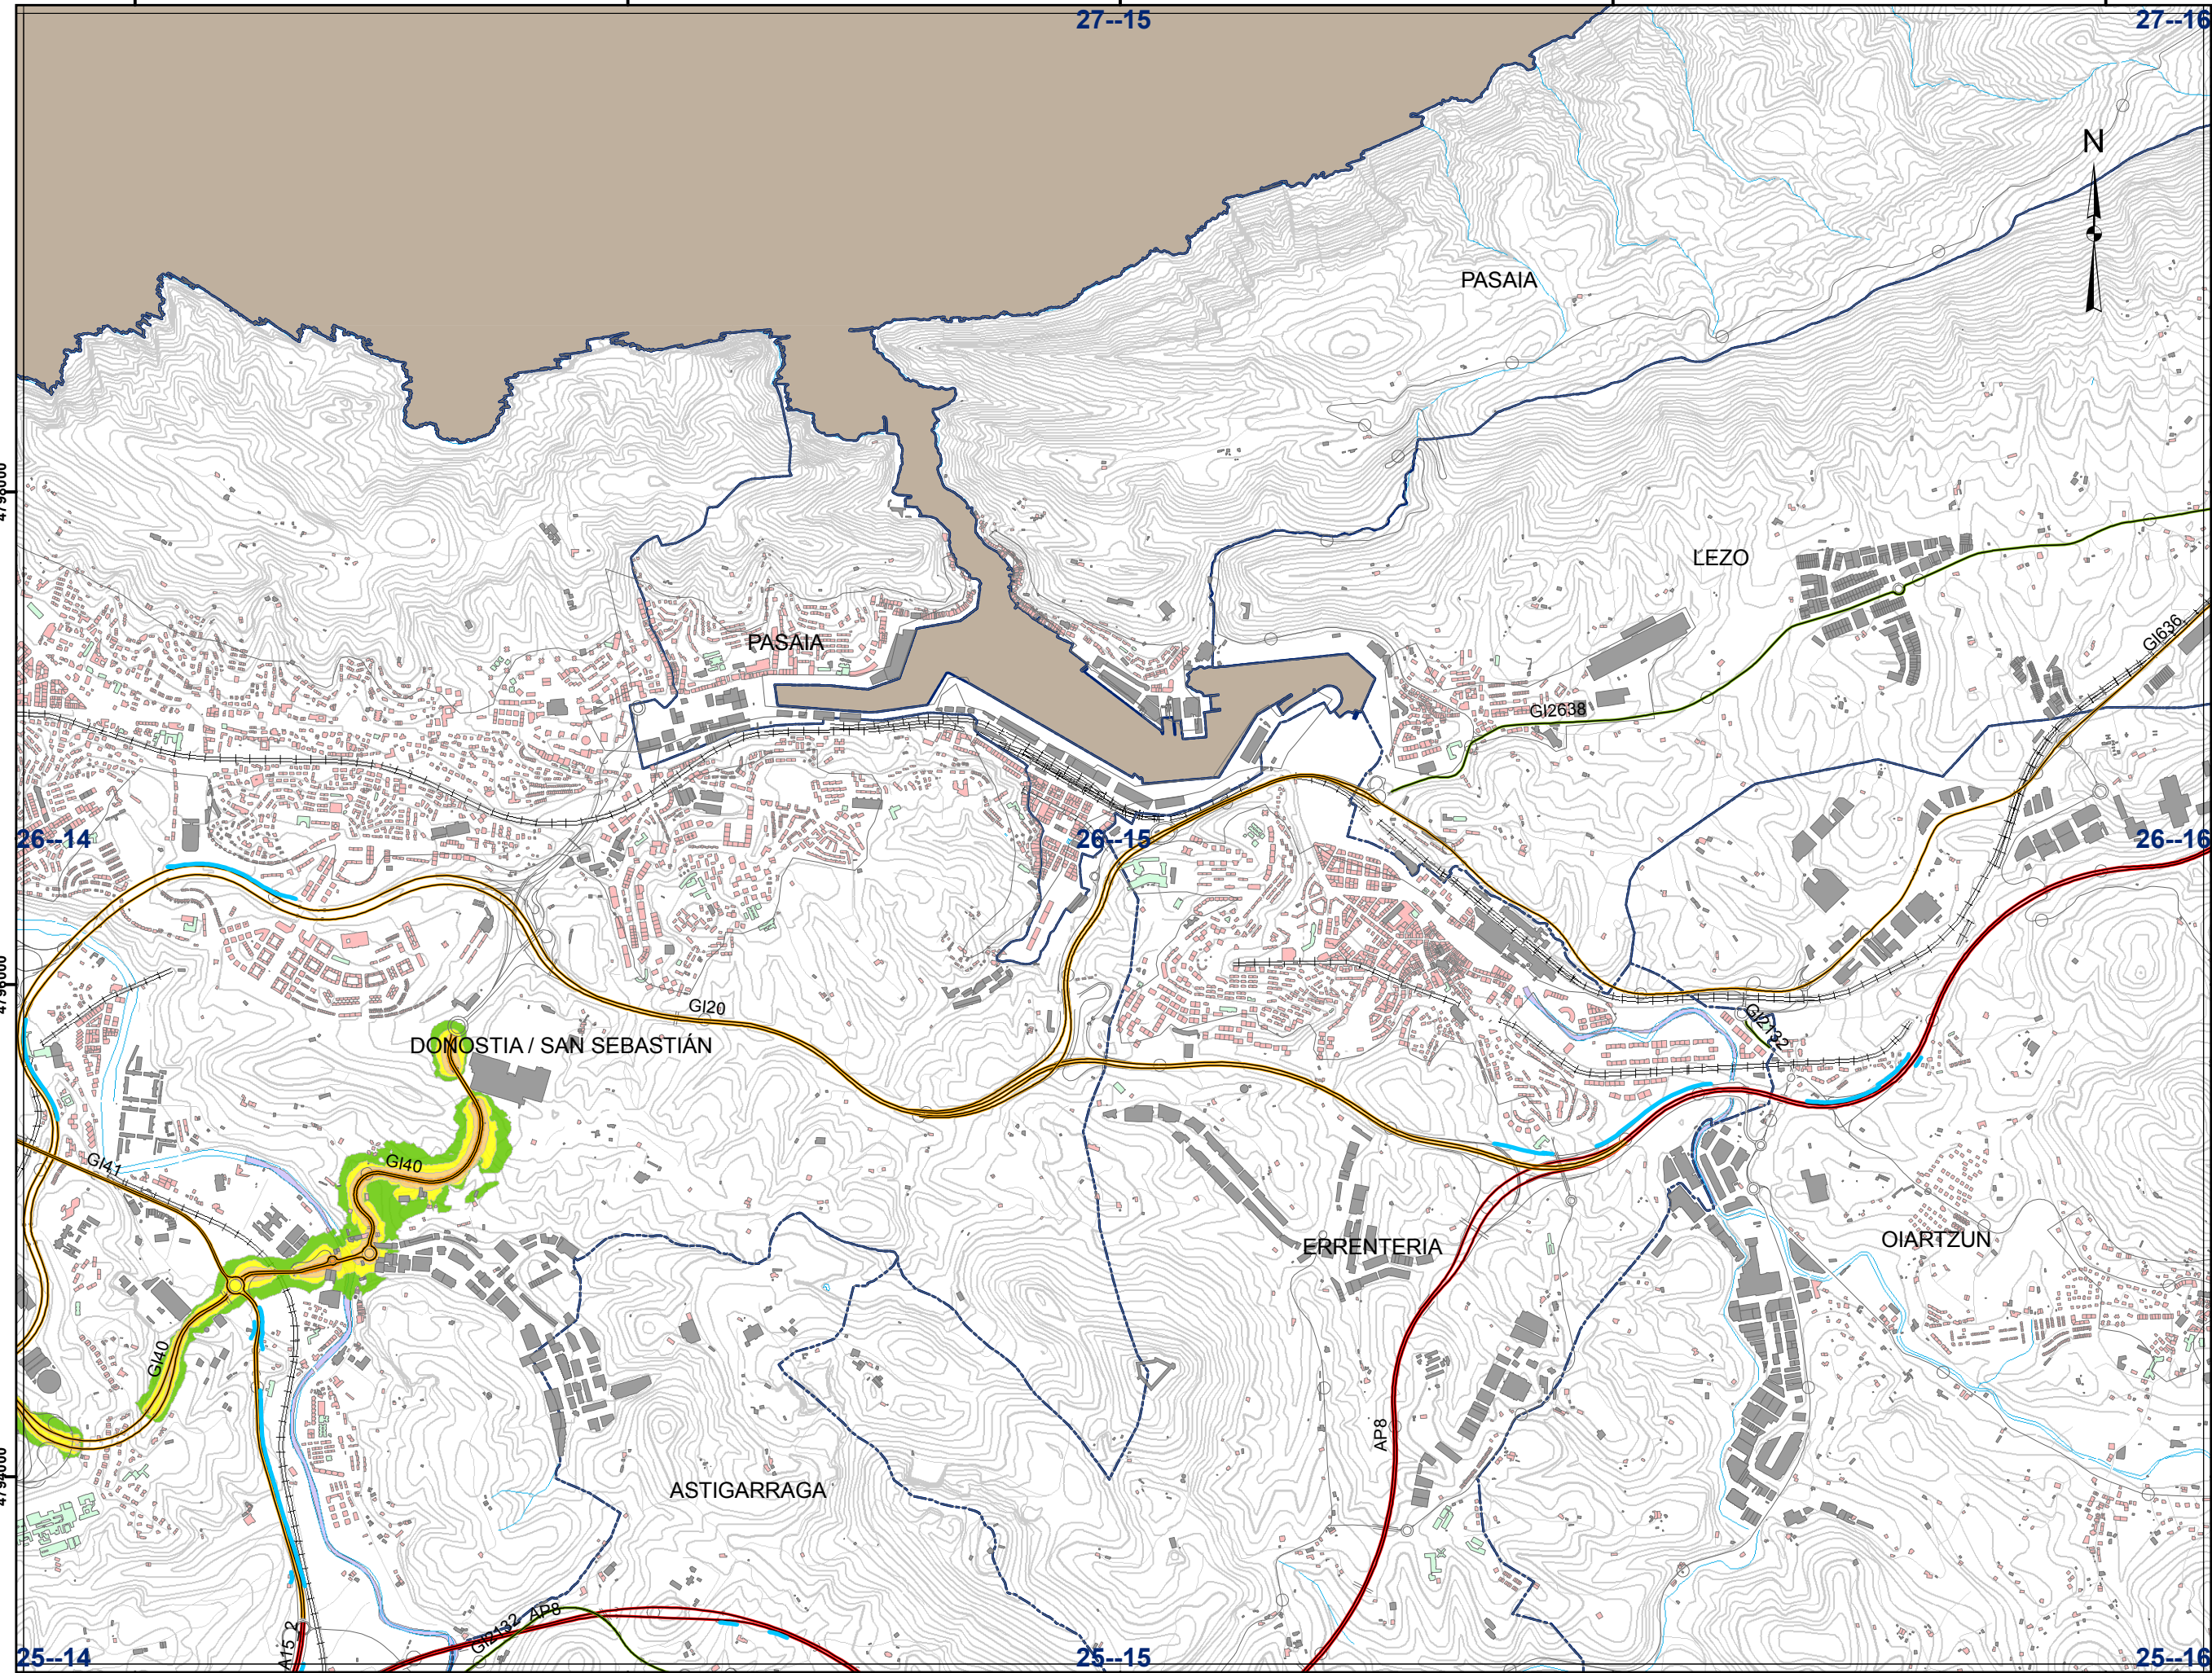 27--15
27--16
N
PASAIA
LEZO
GI636
PASAIA
GI2638
26--14
26--15
26--16
GI20
GI2132
DONOSTIA / SAN SEBASTIÁN
GI41
GI40
OIARTZUN
ERRENTERIA
GI40
AP8
ASTIGARRAGA
GI2132
AP8
A15_2
25--14
25--15
25--16